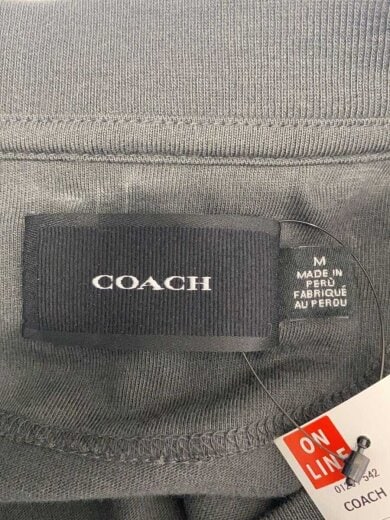 COACH
M
MADE IN
PERÚ
FABRIQUÉ
AU PEROU
ON
LINE
COACH